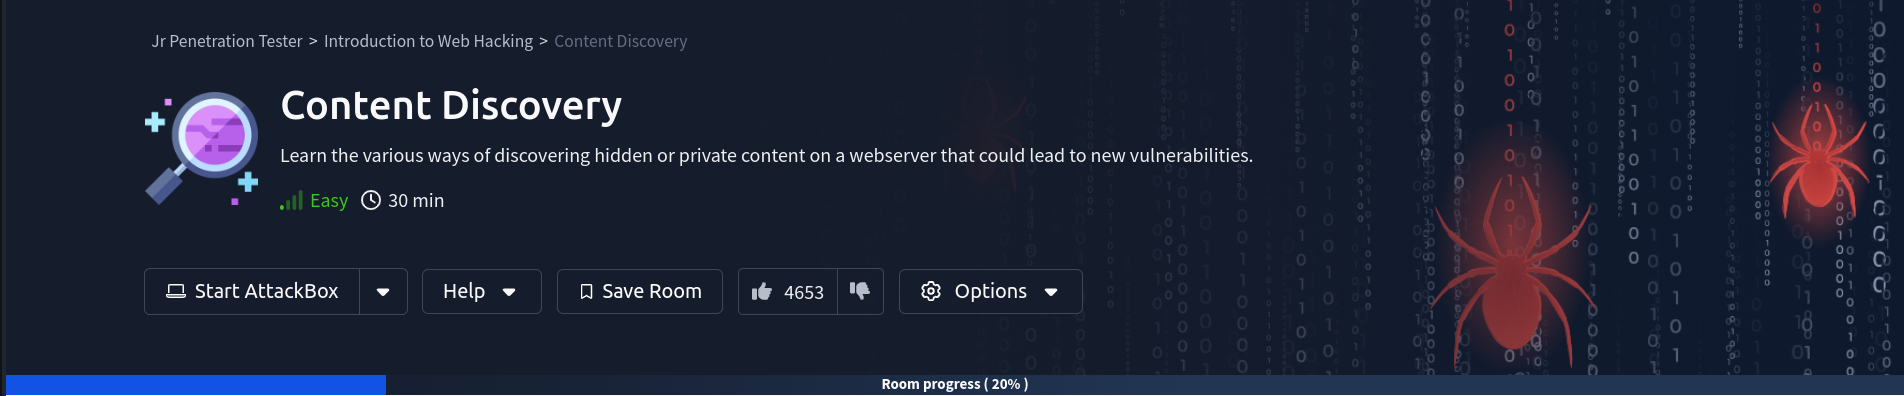 Jr Penetration Tester > Introduction to Web Hacking > Content Discovery
Content Discovery
Learn the various ways of discovering hidden or private content on a webserver that could lead to new vulnerabilities.
Easy 30 min
Start AttackBox Help Save Room 4653 Options
Room progress ( 20% )